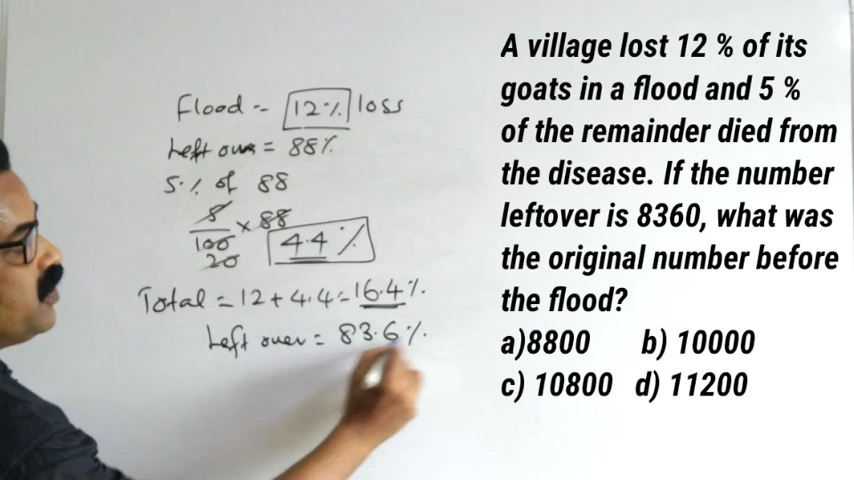 Flood - 12% loss
Left over = 88%
5% of 88
5/100 × 88
20
4.4%
Total = 12 + 4.4 = 16.4%
Left over = 83.6%
A village lost 12 % of its
goats in a flood and 5 %
of the remainder died from
the disease. If the number
leftover is 8360, what was
the original number before
the flood?
a)8800 b) 10000
c) 10800 d) 11200